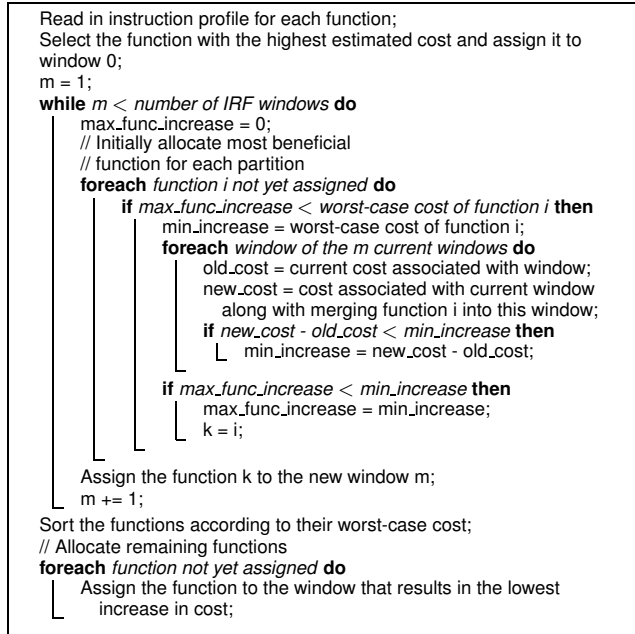 Read in instruction profile for each function;
Select the function with the highest estimated cost and assign it to
window 0;
m = 1;
while m < number of IRF windows do
max_func_increase = 0;
// Initially allocate most beneficial
// function for each partition
foreach function i not yet assigned do
if max_func_increase < worst-case cost of function i then
min_increase = worst-case cost of function i;
foreach window of the m current windows do
old_cost = current cost associated with window;
new_cost = cost associated with current window
along with merging function i into this window;
if new_cost - old_cost < min_increase then
min_increase = new_cost - old_cost;
if max_func_increase < min_increase then
max_func_increase = min_increase;
k = i;
Assign the function k to the new window m;
m += 1;
Sort the functions according to their worst-case cost;
// Allocate remaining functions
foreach function not yet assigned do
Assign the function to the window that results in the lowest
increase in cost;